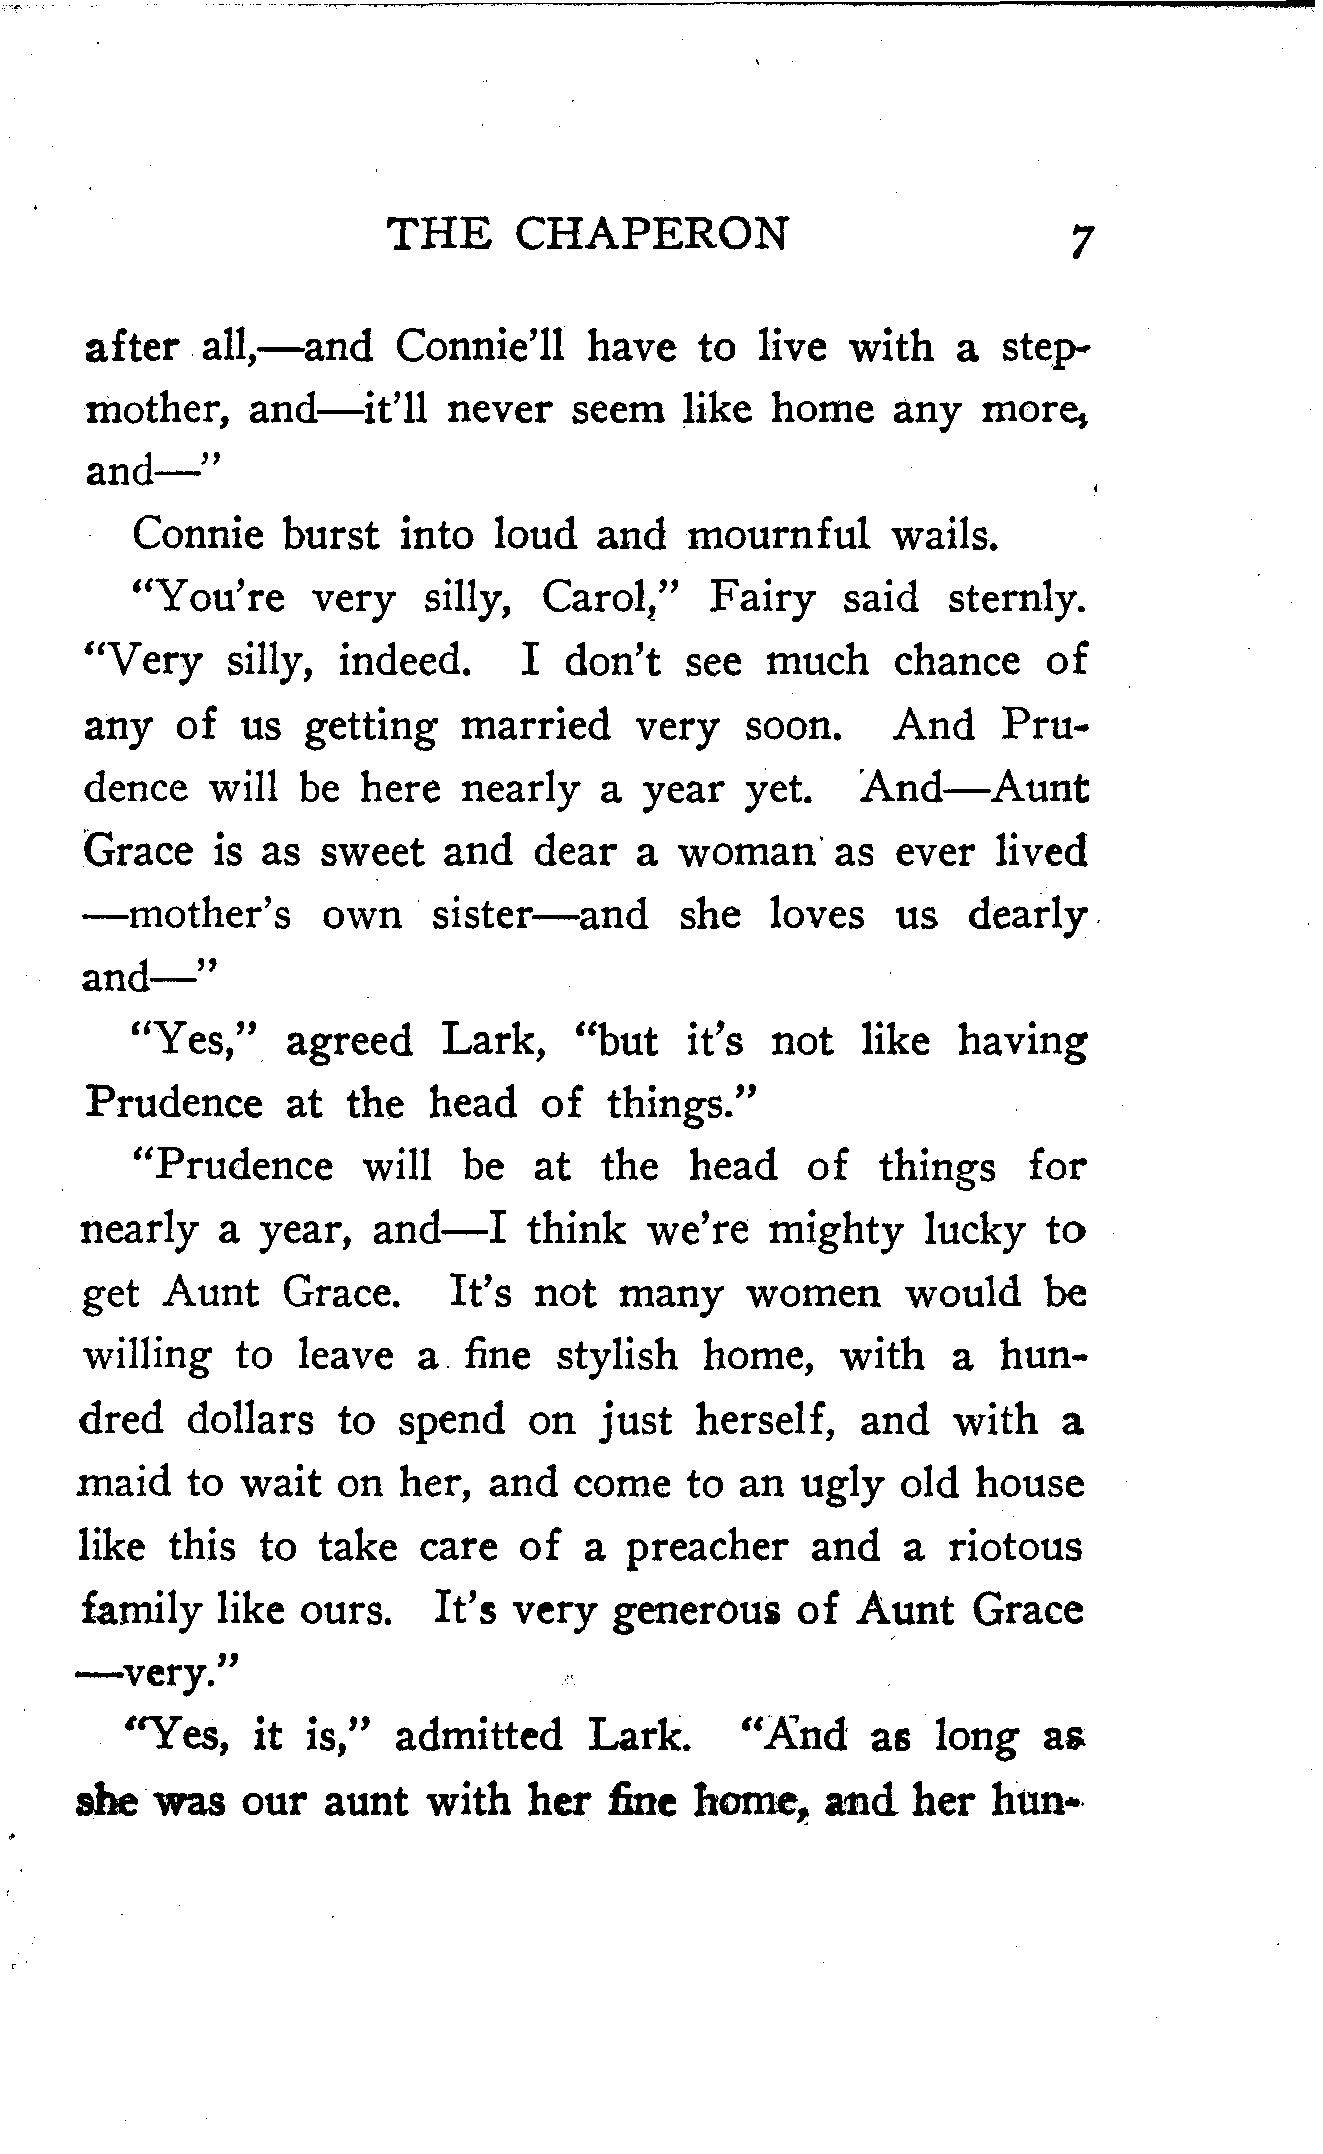 THE CHAPERON 7
after all,—and Connie'll have to live with a step-
mother, and—it'll never seem like home any more,
and—"
Connie burst into loud and mournful wails.
"You're very silly, Carol," Fairy said sternly.
"Very silly, indeed. I don't see much chance of
any of us getting married very soon. And Pru-
dence will be here nearly a year yet. And—Aunt
Grace is as sweet and dear a woman as ever lived
—mother's own sister—and she loves us dearly
and—"
"Yes," agreed Lark, "but it's not like having
Prudence at the head of things."
"Prudence will be at the head of things for
nearly a year, and—I think we're mighty lucky to
get Aunt Grace. It's not many women would be
willing to leave a fine stylish home, with a hun-
dred dollars to spend on just herself, and with a
maid to wait on her, and come to an ugly old house
like this to take care of a preacher and a riotous
family like ours. It's very generous of Aunt Grace
—very."
"Yes, it is," admitted Lark. "And as long as
she was our aunt with her fine home, and her hun-